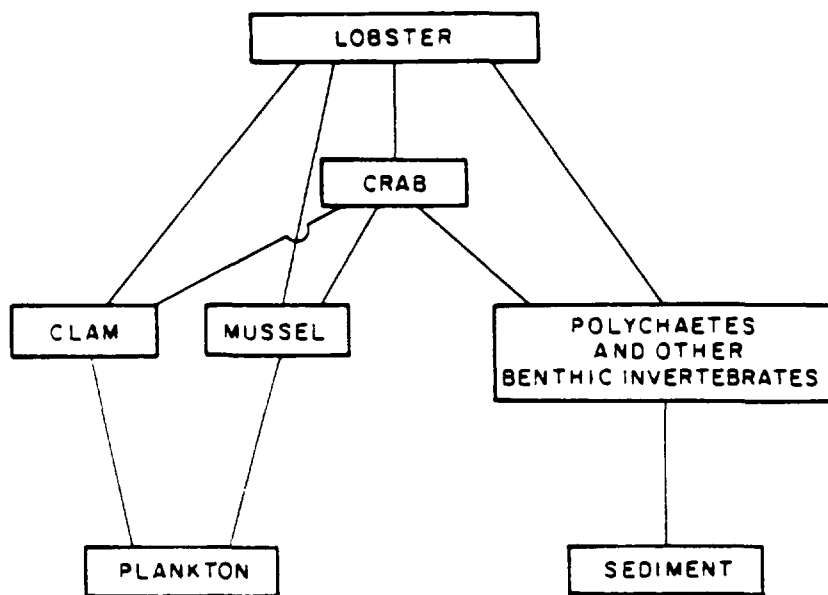 LOBSTER
CRAB
CLAM
MUSSEL
POLYCHAETES
AND OTHER
BENTHIC INVERTEBRATES
PLANKTON
SEDIMENT